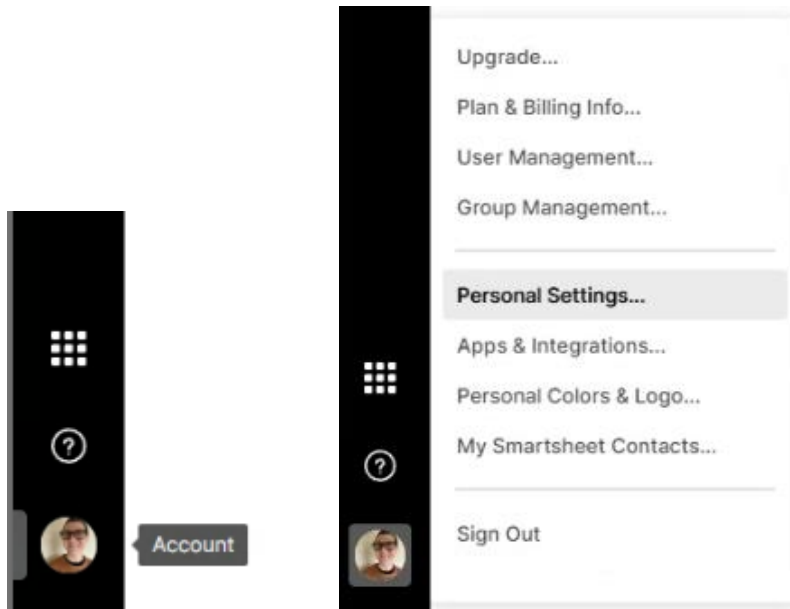 ?
Account
Upgrade...
Plan & Billing Info...
User Management...
Group Management...
Personal Settings...
Apps & Integrations...
Personal Colors & Logo...
My Smartsheet Contacts...
?
Sign Out